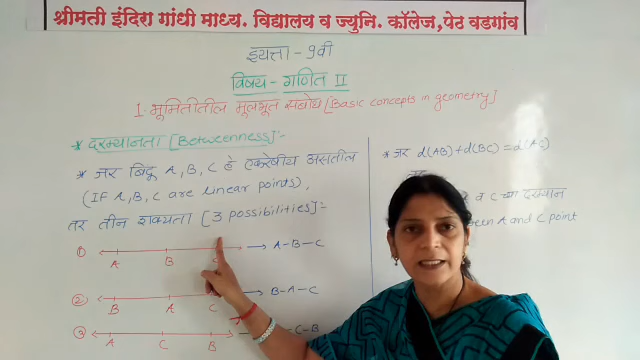 श्रीमती इंदिरा गांधी माध्य. विद्यालय व ज्युनि. कॉलेज,पेठ वडगांव
इयत्ता - 9वी
विषय - गणित II
1. भूमितीतील मूलभूत संबोध [Basic concepts in geometry]
* दरम्यानता [Betweenness]:-
* जर बिंदू A, B, C हे एकरेषीय असतील
(If A, B, C are linear points),
तर तीन शक्यता [3 possibilities]:-
① A B C → A-B-C
② B A C → B-A-C
③ A C B -C-B
* जर d(AB)+d(BC)=d(AC)
व C च्या दरम्यान
A and C point